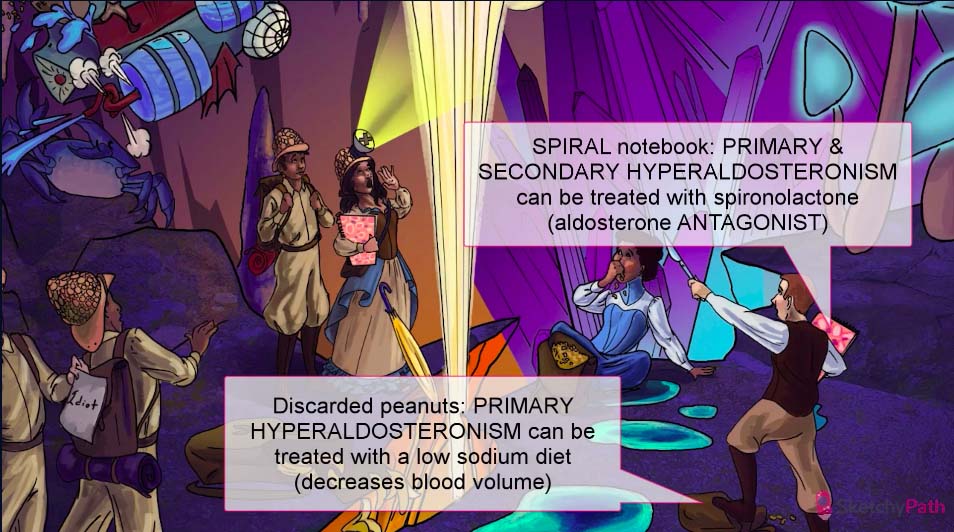 SPIRAL notebook: PRIMARY &
SECONDARY HYPERALDOSTERONISM
can be treated with spironolactone
(aldosterone ANTAGONIST)
Idiot
Discarded peanuts: PRIMARY
HYPERALDOSTERONISM can be
treated with a low sodium diet
(decreases blood volume)
SketchyPath